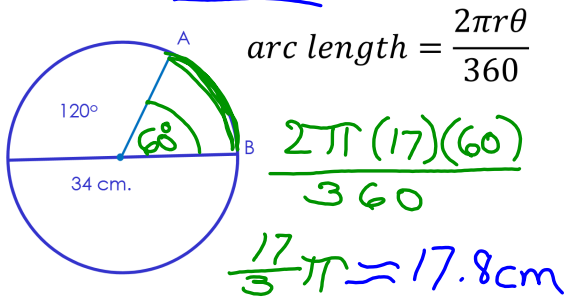 A
arc length = 2πrθ / 360
120°
60°
B
34 cm.
2π(17)(60) / 360
17/3 π ≈ 17.8cm